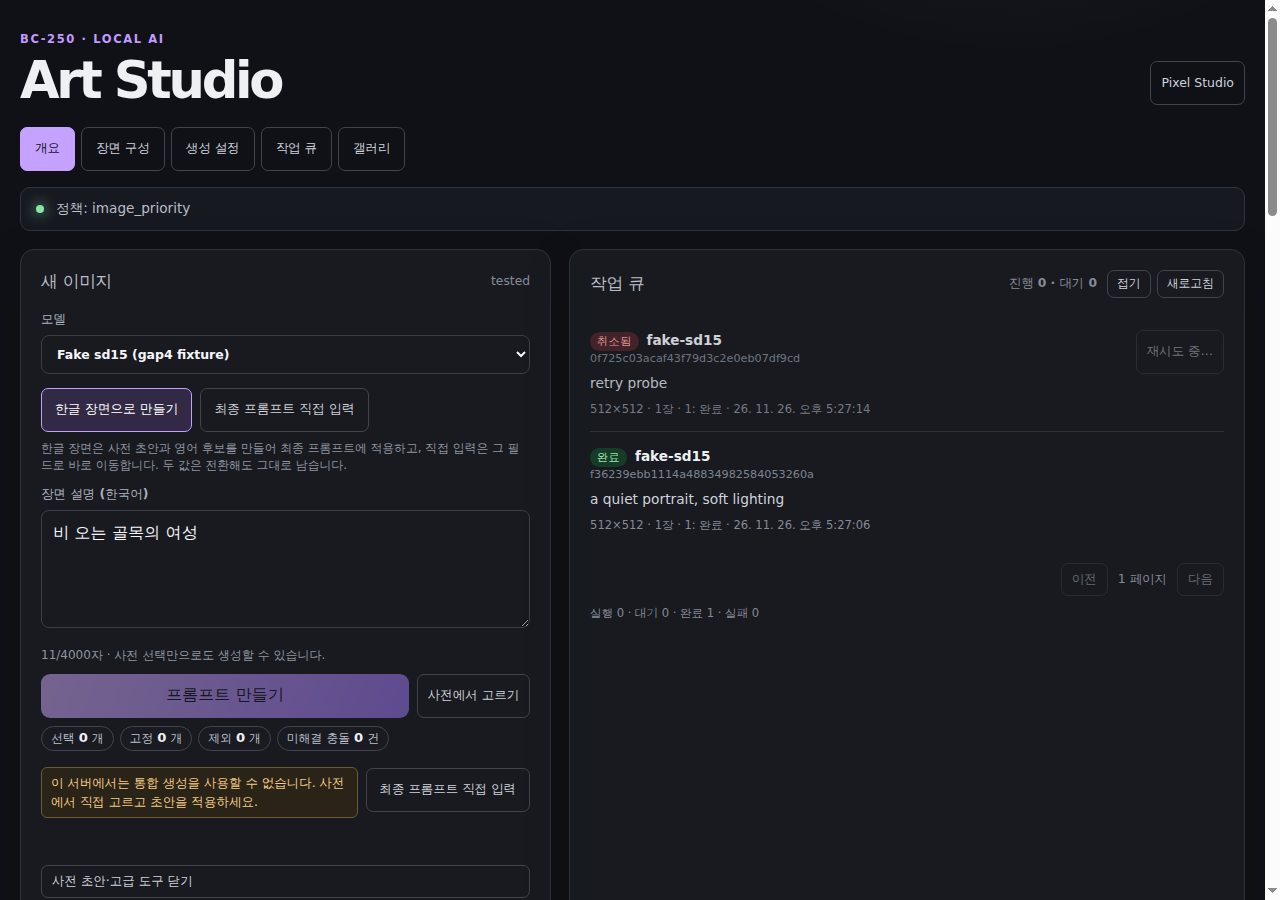 BC-250 · LOCAL AI
Art Studio
Pixel Studio
개요
장면 구성
생성 설정
작업 큐
갤러리
정책: image_priority
새 이미지
tested
모델
Fake sd15 (gap4 fixture)
한글 장면으로 만들기
최종 프롬프트 직접 입력
한글 장면은 사전 초안과 영어 후보를 만들어 최종 프롬프트에 적용하고, 직접 입력은 그 필
드로 바로 이동합니다. 두 값은 전환해도 그대로 남습니다.
장면 설명 (한국어)
비 오는 골목의 여성
11/4000자 · 사전 선택만으로도 생성할 수 있습니다.
프롬프트 만들기
사전에서 고르기
선택 0 개
고정 0 개
제외 0 개
미해결 충돌 0 건
이 서버에서는 통합 생성을 사용할 수 없습니다. 사전
에서 직접 고르고 초안을 적용하세요.
최종 프롬프트 직접 입력
사전 초안·고급 도구 닫기
작업 큐
진행 0 · 대기 0
접기
새로고침
취소됨 fake-sd15
0f725c03acaf43f79d3c2e0eb07df9cd
재시도 중…
retry probe
512×512 · 1장 · 1: 완료 · 26. 11. 26. 오후 5:27:14
완료 fake-sd15
f36239ebb1114a48834982584053260a
a quiet portrait, soft lighting
512×512 · 1장 · 1: 완료 · 26. 11. 26. 오후 5:27:06
이전
1 페이지
다음
실행 0 · 대기 0 · 완료 1 · 실패 0